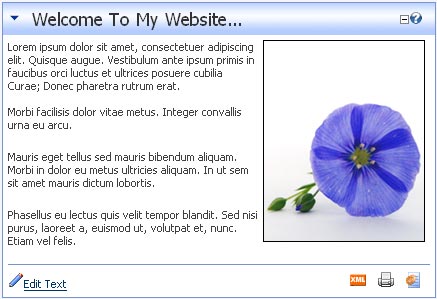 Welcome To My Website...
Lorem ipsum dolor sit amet, consectetuer adipiscing
elit. Quisque augue. Vestibulum ante ipsum primis in
faucibus orci luctus et ultrices posuere cubilia
Curae; Donec pharetra rutrum erat.
Morbi facilisis dolor vitae metus. Integer convallis
urna eu arcu.
Mauris eget tellus sed mauris bibendum aliquam.
Morbi in dolor eu metus ultricies aliquam. In ut sem
sit amet mauris dictum lobortis.
Phasellus eu lectus quis velit tempor blandit. Sed nisi
purus, laoreet a, euismod ut, volutpat et, nunc.
Etiam vel felis.
Edit Text
XML